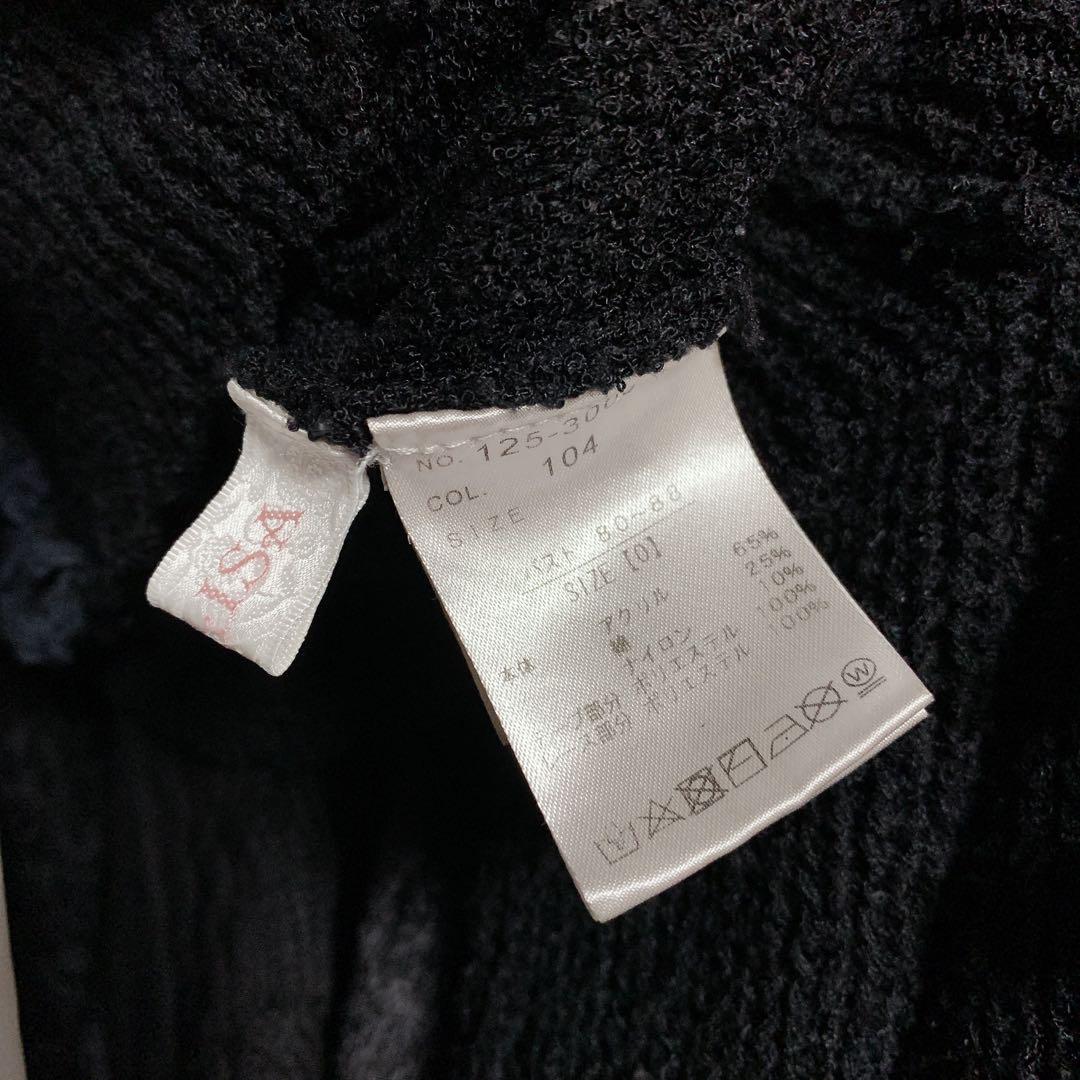 ISA
NO. 125-300
COL. 104
SIZE
バスト 80~88
SIZE [0]
本体 アクリル 65%
綿 25%
ナイロン 10%
部分 ポリエステル 100%
部分 ポリエステル 100%
W